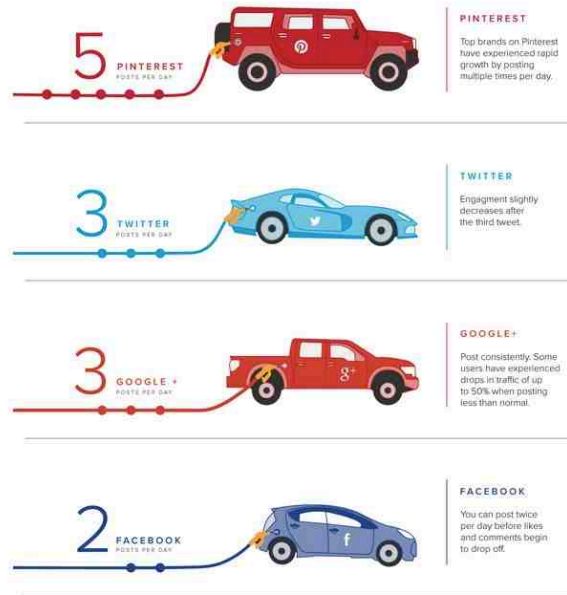 5 PINTEREST
POSTS PER DAY
PINTEREST
Top brands on Pinterest
have experienced rapid
growth by posting
multiple times per day.
3 TWITTER
POSTS PER DAY
TWITTER
Engagment slightly
decreases after
the third tweet.
3 GOOGLE +
POSTS PER DAY
g+
GOOGLE+
Post consistently. Some
users have experienced
drops in traffic of up
to 50% when posting
less than normal.
2 FACEBOOK
POSTS PER DAY
f
FACEBOOK
You can post twice
per day before likes
and comments begin
to drop off.